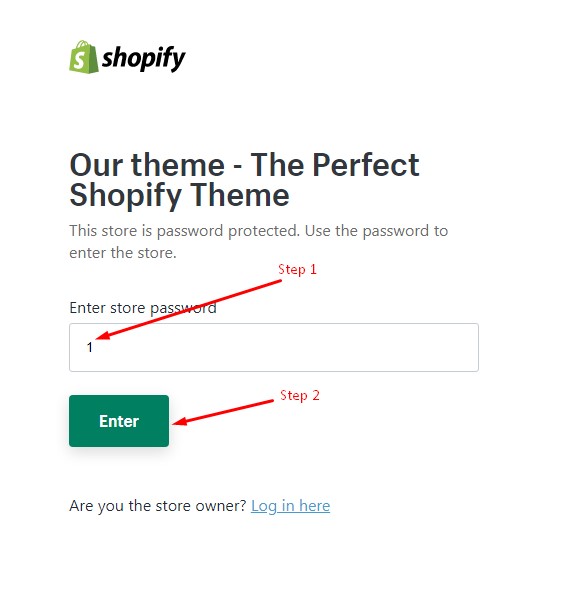 shopify
Our theme - The Perfect
Shopify Theme
This store is password protected. Use the password to
enter the store.
Step 1
Enter store password
1
Step 2
Enter
Are you the store owner? Log in here